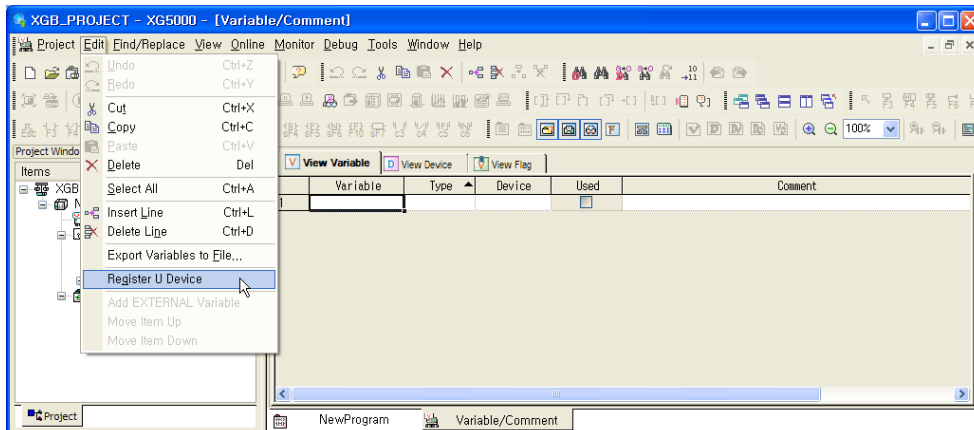 XGB_PROJECT - XG5000 - [Variable/Comment]
Project Edit Find/Replace View Online Monitor Debug Tools Window Help
Undo Ctrl+Z
Redo Ctrl+Y
Cut Ctrl+X
Copy Ctrl+C
Paste Ctrl+V
Delete Del
Select All Ctrl+A
Insert Line Ctrl+L
Delete Line Ctrl+D
Export Variables to File...
Register U Device
Add EXTERNAL Variable
Move Item Up
Move Item Down
100%
Project Windo
Items
XGB
N
V View Variable D View Device View Flag
Variable Type Device Used Comment
1
Project
NewProgram Variable/Comment